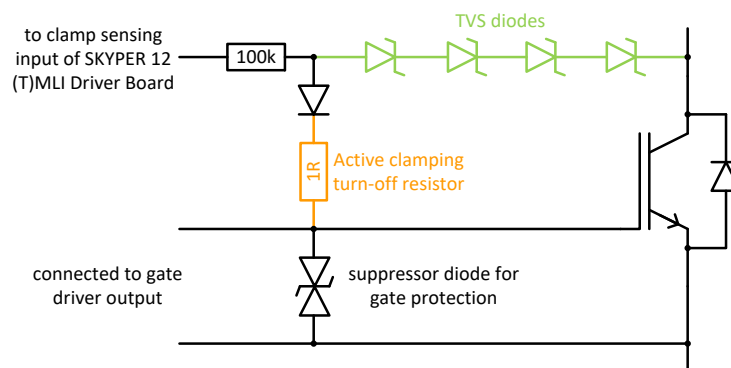 TVS diodes
to clamp sensing
input of SKYPER 12
(T)MLI Driver Board
100k
1R
Active clamping
turn-off resistor
connected to gate
driver output
suppressor diode for
gate protection